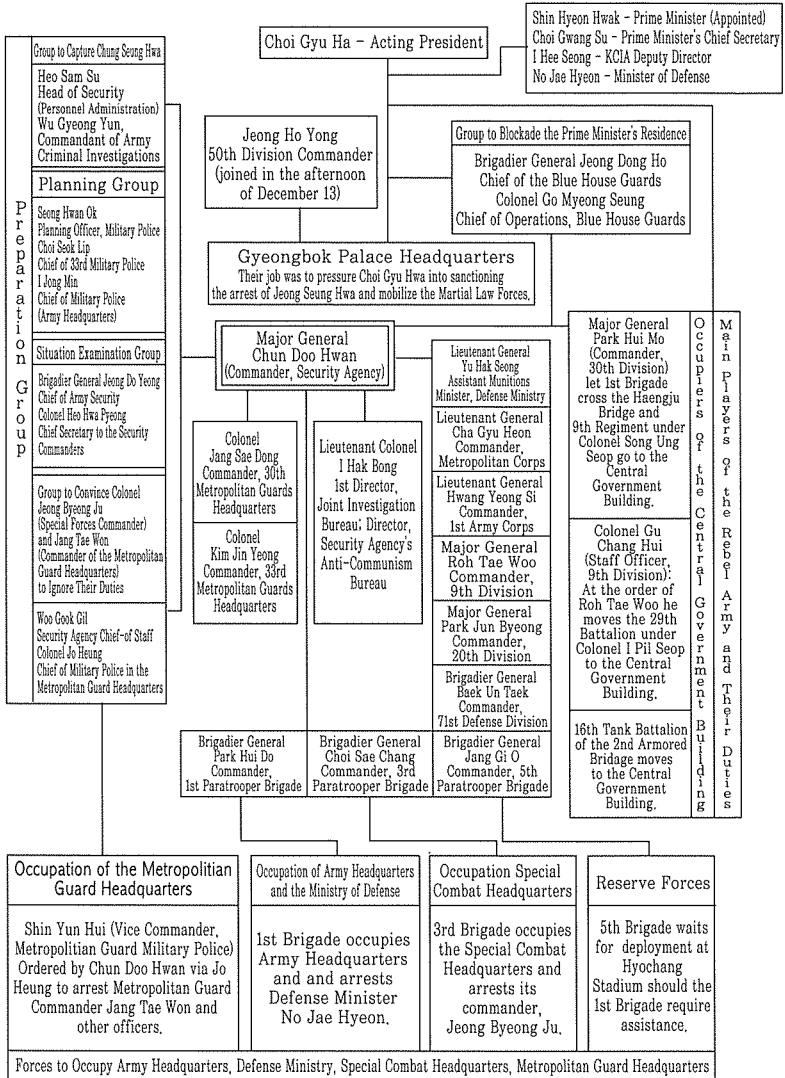 Choi Gyu Ha – Acting President
Shin Hyeon Hwak – Prime Minister (Appointed)
Choi Gwang Su – Prime Minister's Chief Secretary
I Hee Seong – KCIA Deputy Director
No Jae Hyeon – Minister of Defense
Preparation Group
Group to Capture Chung Seung Hwa
Heo Sam Su
Head of Security
(Personnel Administration)
Wu Gyeong Yun,
Commandant of Army
Criminal Investigations
Planning Group
Seong Hwan Ok
Planning Officer, Military Police
Choi Seok Lip
Chief of 33rd Military Police
I Jong Min
Chief of Military Police
(Army Headquarters)
Situation Examination Group
Brigadier General Jeong Do Yeong
Chief of Army Security
Colonel Heo Hwa Pyeong
Chief Secretary to the Security
Commanders
Group to Convince Colonel
Jeong Byeong Ju
(Special Forces Commander)
and Jang Tae Won
(Commander of the Metropolitan
Guard Headquarters)
to Ignore Their Duties
Woo Gook Gil
Security Agency Chief-of Staff
Colonel Jo Heung
Chief of Military Police in the
Metropolitan Guard Headquarters
Jeong Ho Yong
50th Division Commander
(joined in the afternoon
of December 13)
Group to Blockade the Prime Minister's Residence
Brigadier General Jeong Dong Ho
Chief of the Blue House Guards
Colonel Go Myeong Seung
Chief of Operations, Blue House Guards
Gyeongbok Palace Headquarters
Their job was to pressure Choi Gyu Hwa into sanctioning
the arrest of Jeong Seung Hwa and mobilize the Martial Law Forces.
Major General
Chun Doo Hwan
(Commander, Security Agency)
Colonel
Jang Sae Dong
Commander, 30th
Metropolitan Guards
Headquarters
Colonel
Kim Jin Yeong
Commander, 33rd
Metropolitan Guards
Headquarters
Lieutenant Colonel
I Hak Bong
1st Director,
Joint Investigation
Bureau; Director,
Security Agency's
Anti-Communism
Bureau
Lieutenant General
Yu Hak Seong
Assistant Munitions
Minister, Defense Ministry
Lieutenant General
Cha Gyu Heon
Commander,
Metropolitan Corps
Lieutenant General
Hwang Yeong Si
Commander,
1st Army Corps
Major General
Roh Tae Woo
Commander,
9th Division
Major General
Park Jun Byeong
Commander,
20th Division
Brigadier General
Baek Un Taek
Commander,
71st Defense Division
Brigadier General
Park Hui Do
Commander,
1st Paratrooper Brigade
Brigadier General
Choi Sae Chang
Commander, 3rd
Paratrooper Brigade
Brigadier General
Jang Gi O
Commander, 5th
Paratrooper Brigade
Major General
Park Hui Mo
(Commander,
30th Division)
let 1st Brigade
cross the Haengju
Bridge and
9th Regiment under
Colonel Song Ung
Seop go to the
Central
Government
Building.
Colonel Gu
Chang Hui
(Staff Officer,
9th Division):
At the order of
Roh Tae Woo he
moves the 29th
Battalion under
Colonel I Pil Seop
to the Central
Government
Building.
16th Tank Battalion
of the 2nd Armored
Bridage moves
to the Central
Government
Building.
Occupiers of the Central Government Building
Main Players of the Rebel Army and Their Duties
Occupation of the Metropolitian
Guard Headquarters
Shin Yun Hui (Vice Commander,
Metropolitian Guard Military Police)
Ordered by Chun Doo Hwan via Jo
Heung to arrest Metropolitan Guard
Commander Jang Tae Won and
other officers.
Occupation of Army Headquarters
and the Ministry of Defense
1st Brigade occupies
Army Headquarters
and and arrests
Defense Minister
No Jae Hyeon.
Occupation Special
Combat Headquarters
3rd Brigade occupies
the Special Combat
Headquarters and
arrests its
commander,
Jeong Byeong Ju.
Reserve Forces
5th Brigade waits
for deployment at
Hyochang
Stadium should the
1st Brigade require
assistance.
Forces to Occupy Army Headquarters, Defense Ministry, Special Combat Headquarters, Metropolitan Guard Headquarters